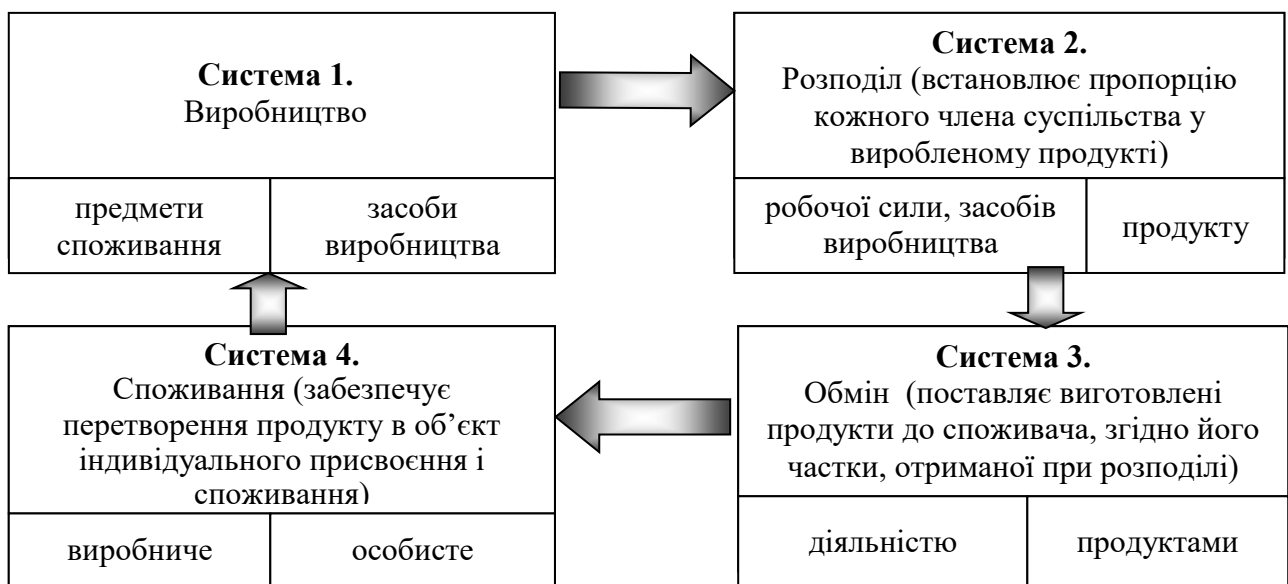 Система 1.
Виробництво
предмети
споживання
засоби
виробництва
Система 2.
Розподіл (встановлює пропорцію
кожного члена суспільства у
виробленому продукті)
робочої сили, засобів
виробництва
продукту
Система 3.
Обмін (поставляє виготовлені
продукти до споживача, згідно його
частки, отриманої при розподілі)
діяльністю
продуктами
Система 4.
Споживання (забезпечує
перетворення продукту в об’єкт
індивідуального присвоєння і
споживання)
виробниче
особисте